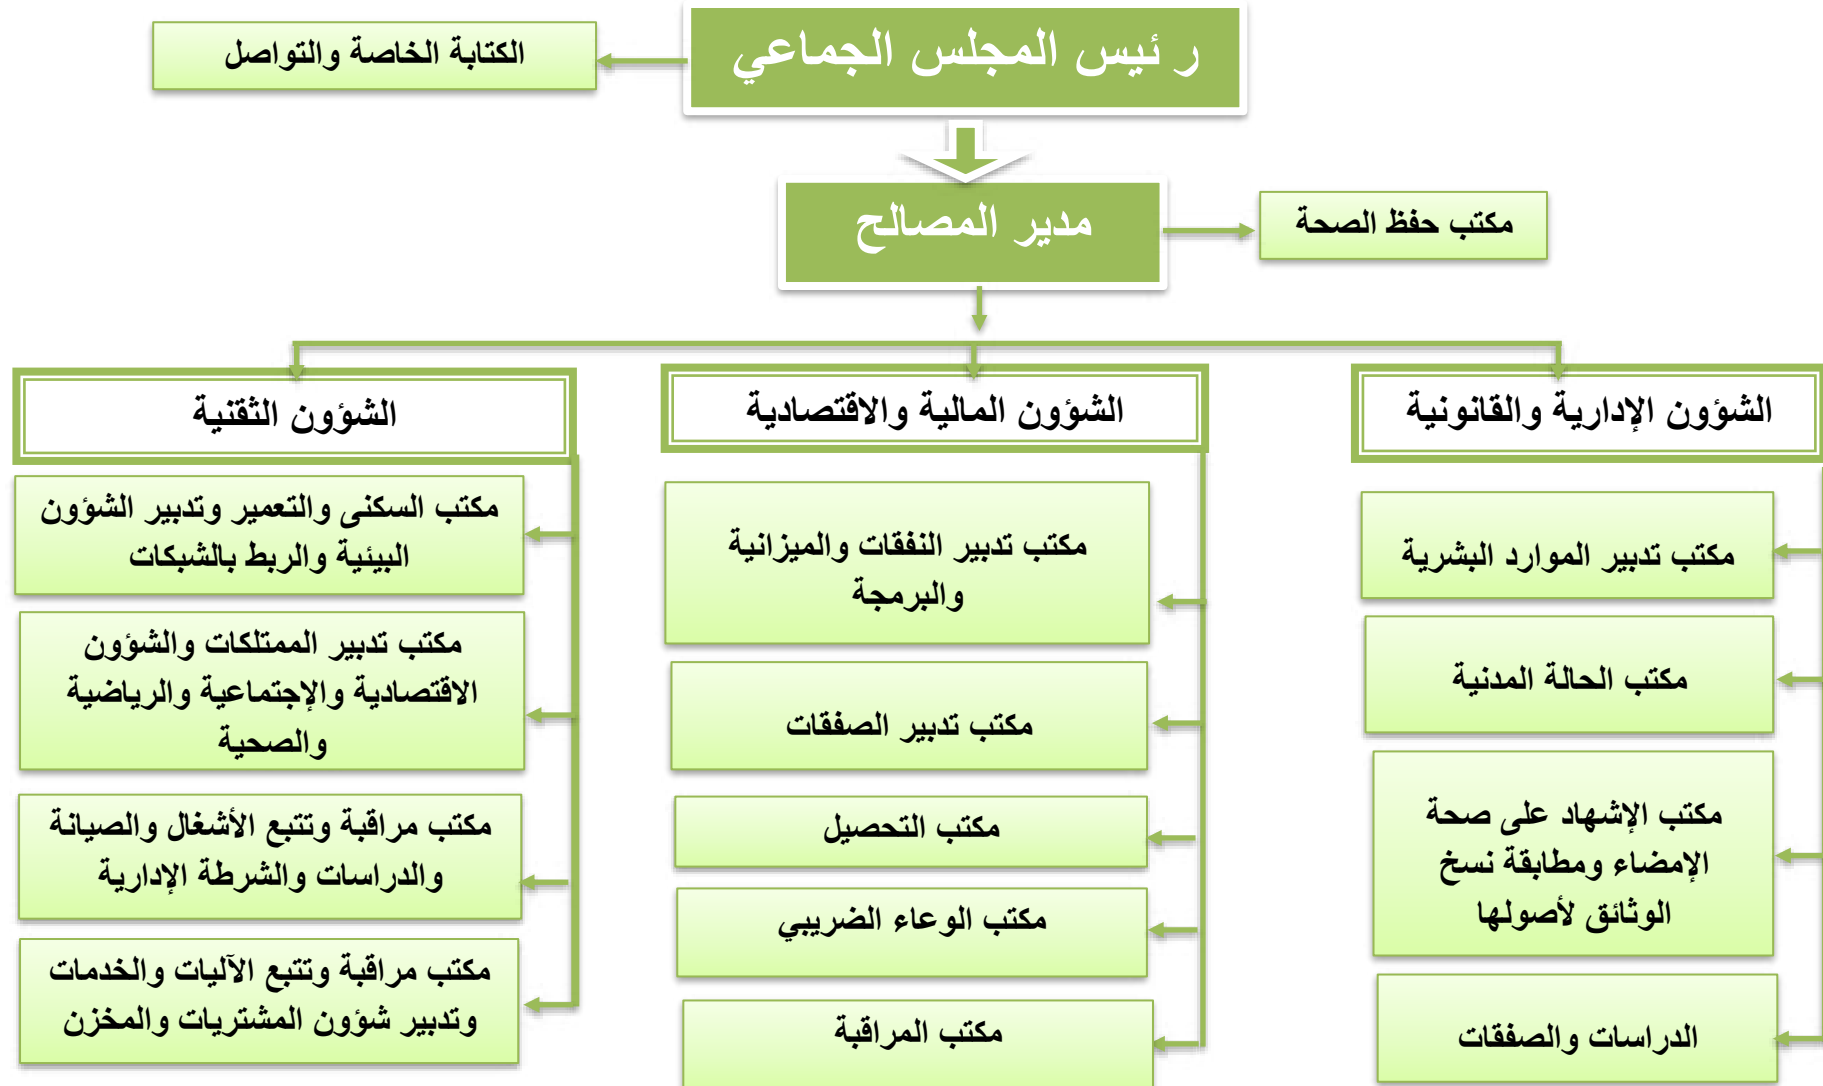 ر ئيس المجلس الجماعي
الكتابة الخاصة والتواصل
مدير المصالح
مكتب حفظ الصحة
الشؤون الإدارية والقانونية
مكتب تدبير الموارد البشرية
مكتب الحالة المدنية
مكتب الإشهاد على صحة
الإمضاء ومطابقة نسخ
الوثائق لأصولها
الدراسات والصفقات
الشؤون المالية والاقتصادية
مكتب تدبير النفقات والميزانية
والبرمجة
مكتب تدبير الصفقات
مكتب التحصيل
مكتب الوعاء الضريبي
مكتب المراقبة
الشؤون الثقنية
مكتب السكنى والتعمير وتدبير الشؤون
البيئية والربط بالشبكات
مكتب تدبير الممتلكات والشؤون
الاقتصادية والإجتماعية والرياضية
والصحية
مكتب مراقبة وتتبع الأشغال والصيانة
والدراسات والشرطة الإدارية
مكتب مراقبة وتتبع الآليات والخدمات
وتدبير شؤون المشتريات والمخزن